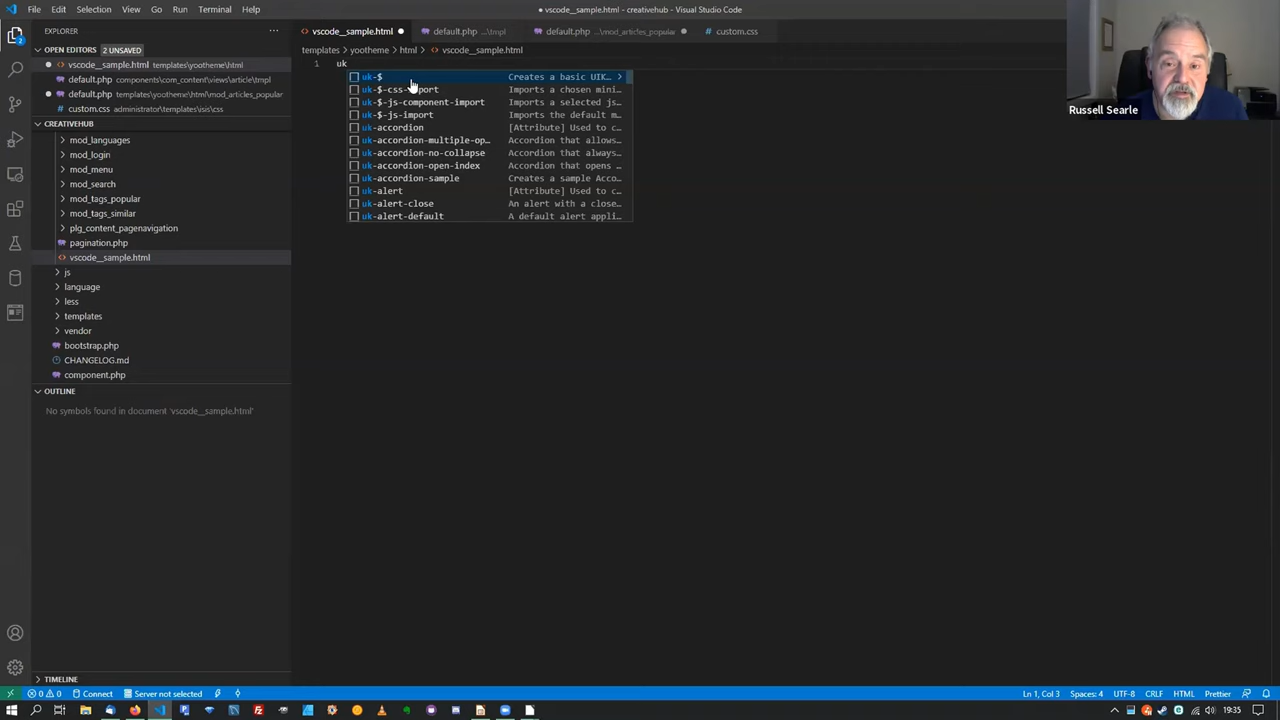 File Edit Selection View Go Run Terminal Help
● vscode__sample.html - creativehub - Visual Studio Code
EXPLORER
OPEN EDITORS 2 UNSAVED
vscode__sample.html templates\yootheme\html
default.php components\com_content\views\article\tmpl
default.php templates\yootheme\html\mod_articles_popular
custom.css administrator\templates\isis\css
CREATIVEHUB
mod_languages
mod_login
mod_menu
mod_search
mod_tags_popular
mod_tags_similar
plg_content_pagenavigation
pagination.php
vscode__sample.html
js
language
less
templates
vendor
bootstrap.php
CHANGELOG.md
component.php
OUTLINE
No symbols found in document 'vscode__sample.html'
TIMELINE
vscode__sample.html default.php ...\tmpl default.php ...\mod_articles_popular custom.css
templates > yootheme > html > vscode__sample.html
1 uk
uk-$ Creates a basic UIK…
uk-$-css-import Imports a chosen mini…
uk-$-js-component-import Imports a selected js…
uk-$-js-import Imports the default m…
uk-accordion [Attribute] Used to c…
uk-accordion-multiple-op… Accordion that allows…
uk-accordion-no-collapse Accordion that always…
uk-accordion-open-index Accordion that opens …
uk-accordion-sample Creates a sample Acco…
uk-alert [Attribute] Used to c…
uk-alert-close An alert with a close…
uk-alert-default A default alert appli…
Russell Searle
0 0 Connect Server not selected
Ln 1, Col 3 Spaces: 4 UTF-8 CRLF HTML Prettier
19:35